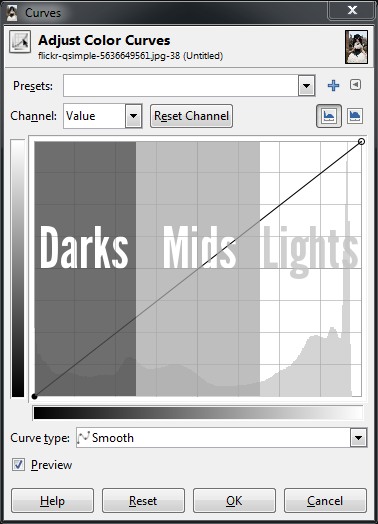 Curves
Adjust Color Curves
flickr-qsimple-5636649561.jpg-38 (Untitled)
Presets:
Channel: Value Reset Channel
Darks Mids Lights
Curve type: Smooth
Preview
Help Reset OK Cancel